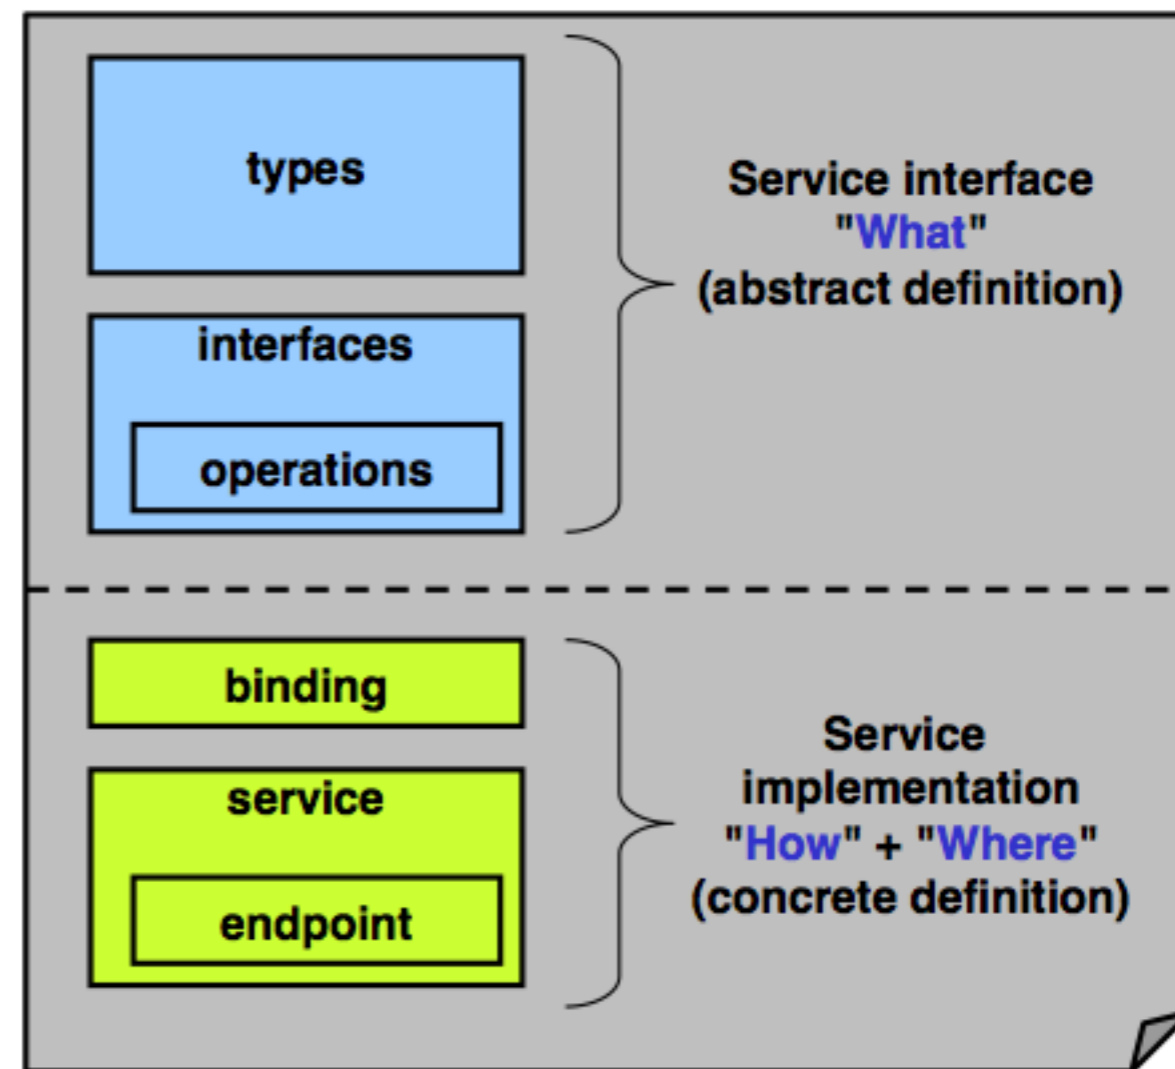 types
interfaces
operations
Service interface
"What"
(abstract definition)
binding
service
endpoint
Service
implementation
"How" + "Where"
(concrete definition)